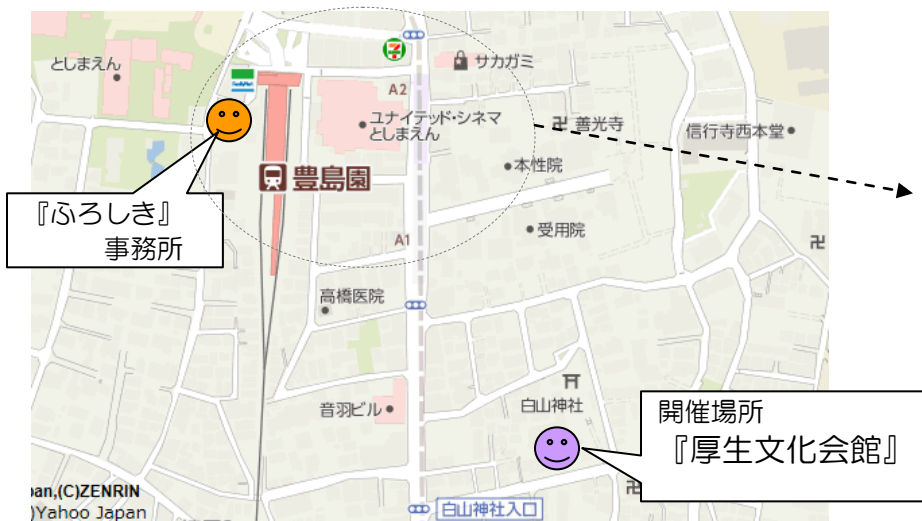 としまえん
サカガミ
A2
ユナイテッド・シネマ
としまえん
卍 善光寺
信行寺西本堂
本性院
豊島園
『ふろしき』
事務所
受用院
卍
A1
高橋医院
白山神社
音羽ビル
開催場所
『厚生文化会館』
卍
pan,(C)ZENRIN
)Yahoo Japan
白山神社入口